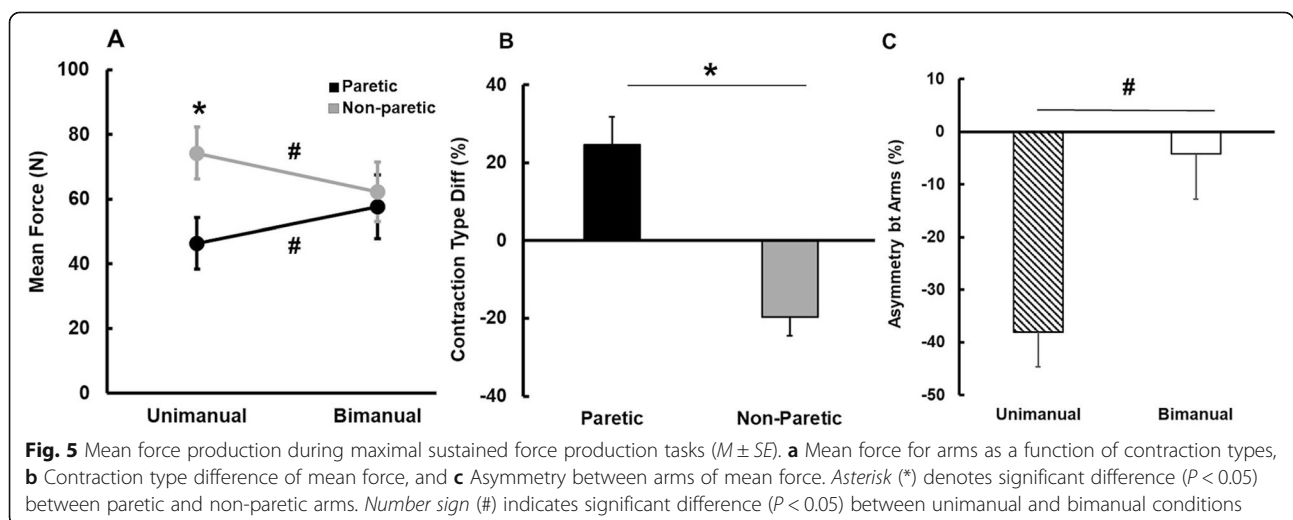 A
Mean Force (N)
100
80
60
40
20
0
Paretic
Non-paretic
*
#
#
Unimanual
Bimanual
B
Contraction Type Diff (%)
40
20
0
-20
-40
*
Paretic
Non-Paretic
C
Asymmetry bt Arms (%)
10
0
-10
-20
-30
-40
-50
#
Unimanual
Bimanual
Fig. 5 Mean force production during maximal sustained force production tasks (M ± SE). a Mean force for arms as a function of contraction types,
b Contraction type difference of mean force, and c Asymmetry between arms of mean force. Asterisk (*) denotes significant difference (P < 0.05)
between paretic and non-paretic arms. Number sign (#) indicates significant difference (P < 0.05) between unimanual and bimanual conditions